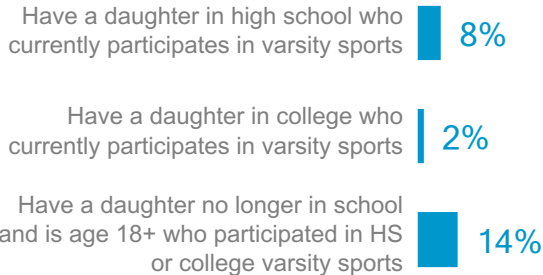 Have a daughter in high school who
currently participates in varsity sports
8%
Have a daughter in college who
currently participates in varsity sports
2%
Have a daughter no longer in school
and is age 18+ who participated in HS
or college varsity sports
14%